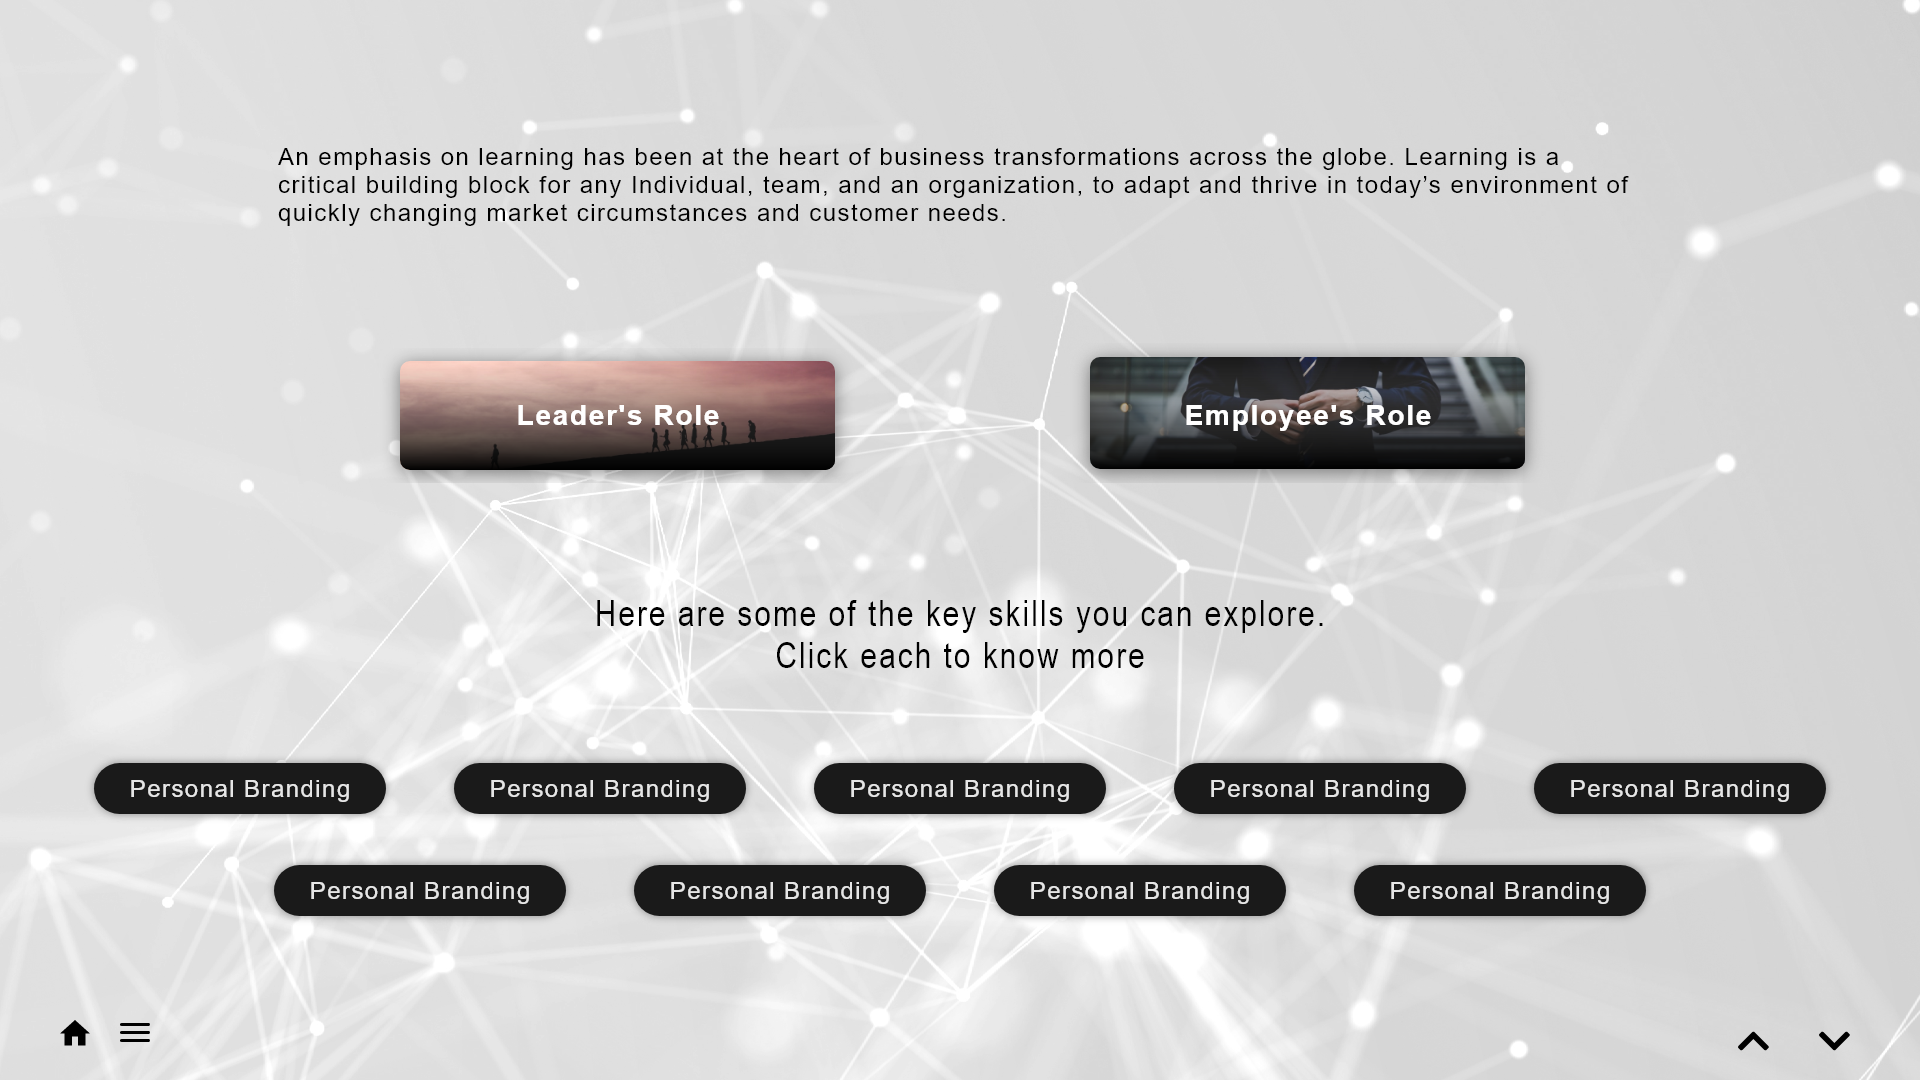 An emphasis on learning has been at the heart of business transformations across the globe. Learning is a
critical building block for any Individual, team, and an organization, to adapt and thrive in today’s environment of
quickly changing market circumstances and customer needs.
Leader's Role
Employee's Role
Here are some of the key skills you can explore.
Click each to know more
Personal Branding
Personal Branding
Personal Branding
Personal Branding
Personal Branding
Personal Branding
Personal Branding
Personal Branding
Personal Branding